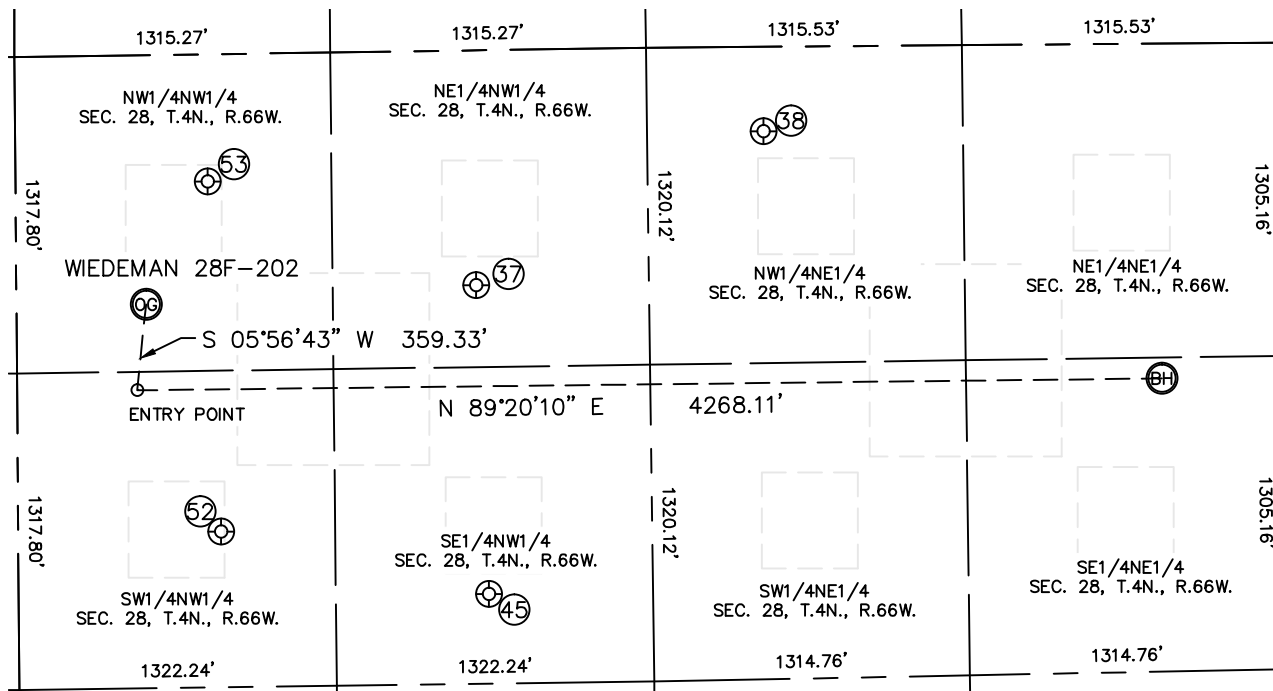 1315.27’
1315.27’
1315.53’
1315.53’
NW1/4NW1/4
SEC. 28, T.4N., R.66W.
NE1/4NW1/4
SEC. 28, T.4N., R.66W.
38
53
1317.80’
1320.12’
1305.16’
WIEDEMAN 28F-202
37
NW1/4NE1/4
SEC. 28, T.4N., R.66W.
NE1/4NE1/4
SEC. 28, T.4N., R.66W.
OG
S 05°56’43” W 359.33’
BH
ENTRY POINT
N 89°20’10” E 4268.11’
1317.80’
1320.12’
1305.16’
52
SE1/4NW1/4
SEC. 28, T.4N., R.66W.
SW1/4NW1/4
SEC. 28, T.4N., R.66W.
45
SW1/4NE1/4
SEC. 28, T.4N., R.66W.
SE1/4NE1/4
SEC. 28, T.4N., R.66W.
1322.24’
1322.24’
1314.76’
1314.76’